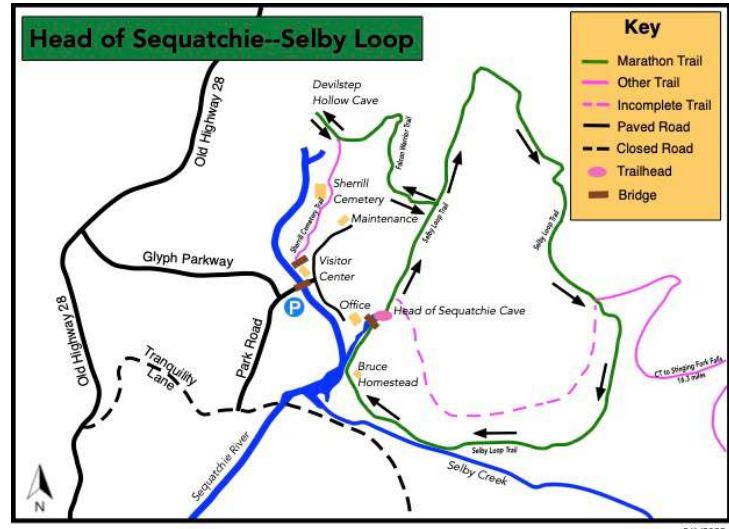 Head of Sequatchie--Selby Loop
Key
Marathon Trail
Other Trail
Incomplete Trail
Paved Road
Closed Road
Trailhead
Bridge
Old Highway 28
Devilstep
Hollow Cave
Falcon Warrior Trail
Sherrill
Cemetery
Sherrill Cemetery Trail
Maintenance
Selby Loop Trail
Selby Loop Trail
Glyph Parkway
Visitor
Center
P
Office
Head of Sequatchie Cave
Old Highway 28
Park Road
Tranquility
Lane
Bruce
Homestead
CT to Stinging Fork Falls
16.3 miles
Selby Loop Trail
Sequatchie River
Selby Creek
N